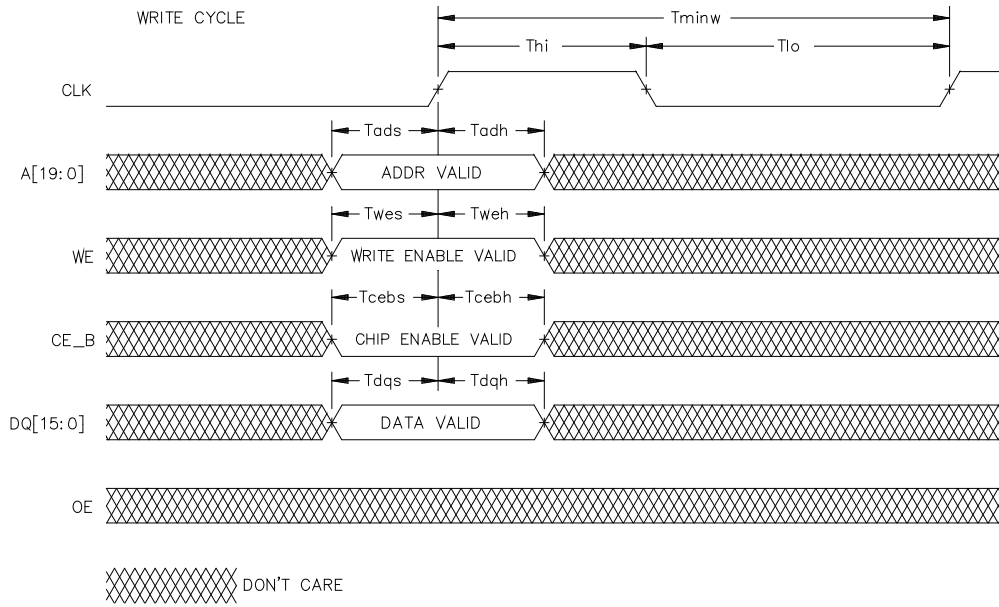 WRITE CYCLE
Tminw
Thi
Tlo
CLK
Tads
Tadh
A[19:0]
ADDR VALID
Twes
Tweh
WE
WRITE ENABLE VALID
Tcebs
Tcebh
CE_B
CHIP ENABLE VALID
Tdqs
Tdqh
DQ[15:0]
DATA VALID
OE
DON'T CARE